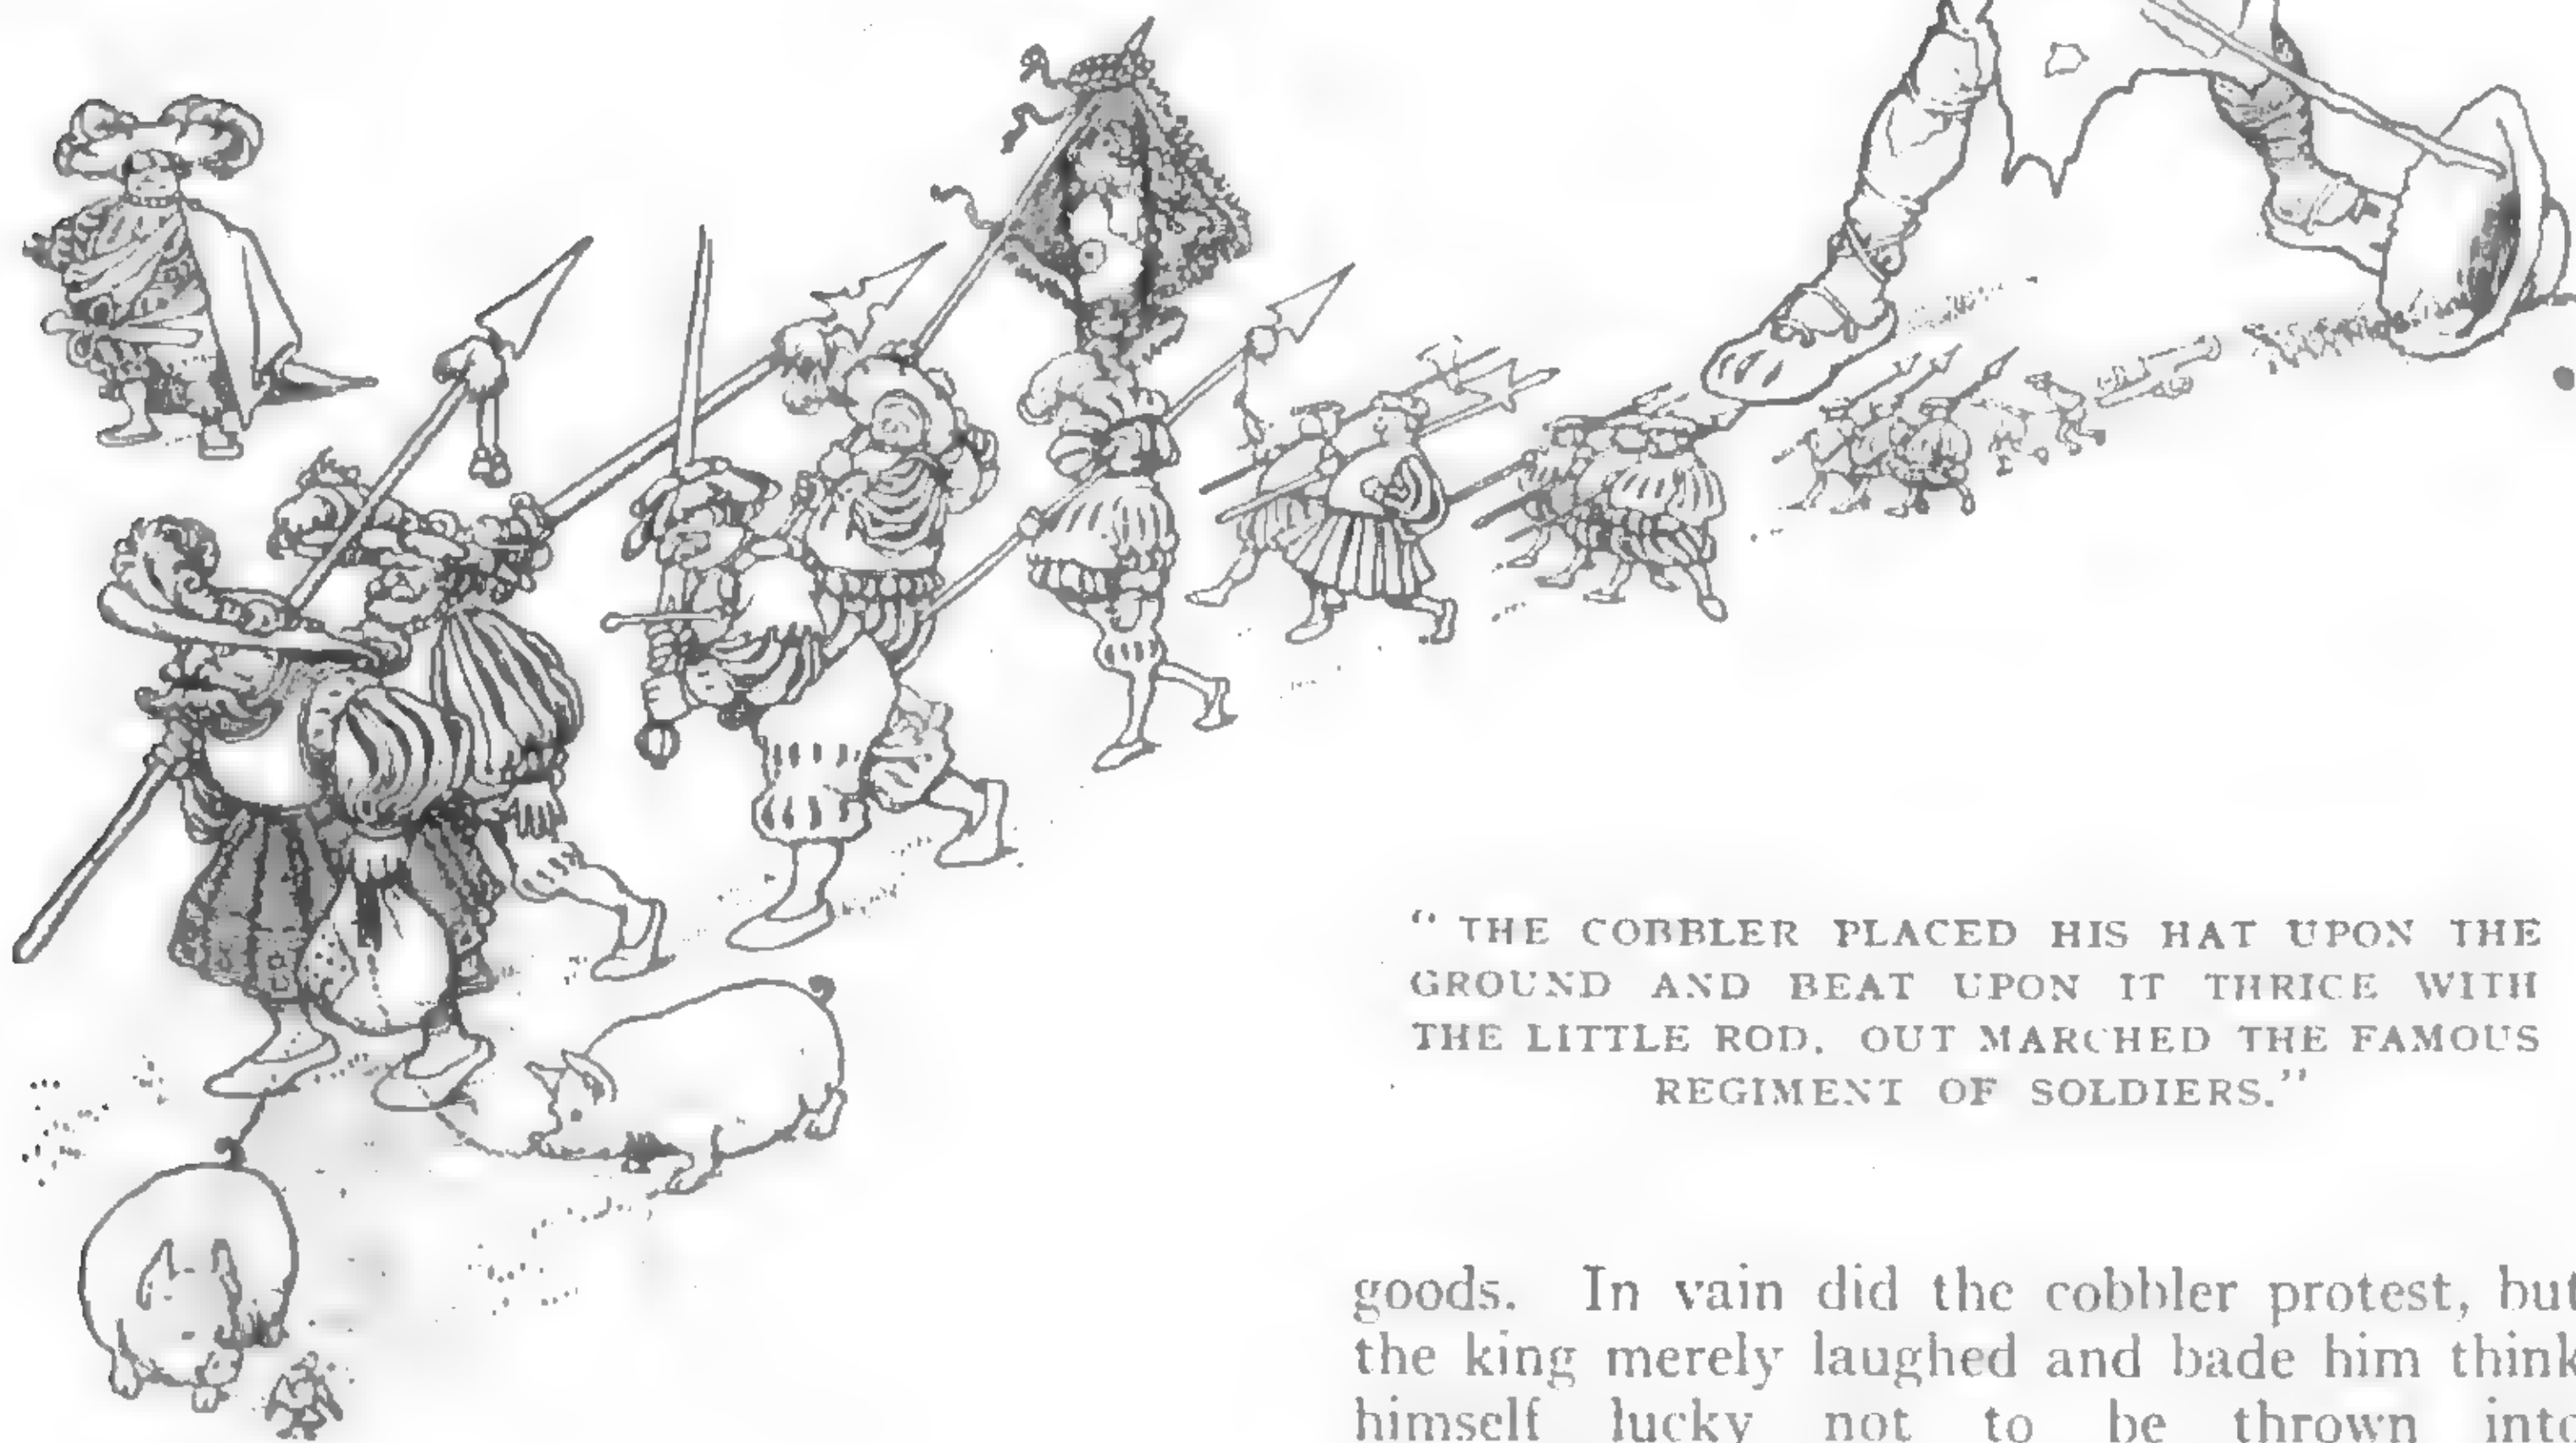 “ THE COBBLER PLACED HIS HAT UPON THE
GROUND AND BEAT UPON IT THRICE WITH
THE LITTLE ROD. OUT MARCHED THE FAMOUS
REGIMENT OF SOLDIERS.”
goods. In vain did the cobbler protest, but
the king merely laughed and bade him think
himself lucky not to be thrown into